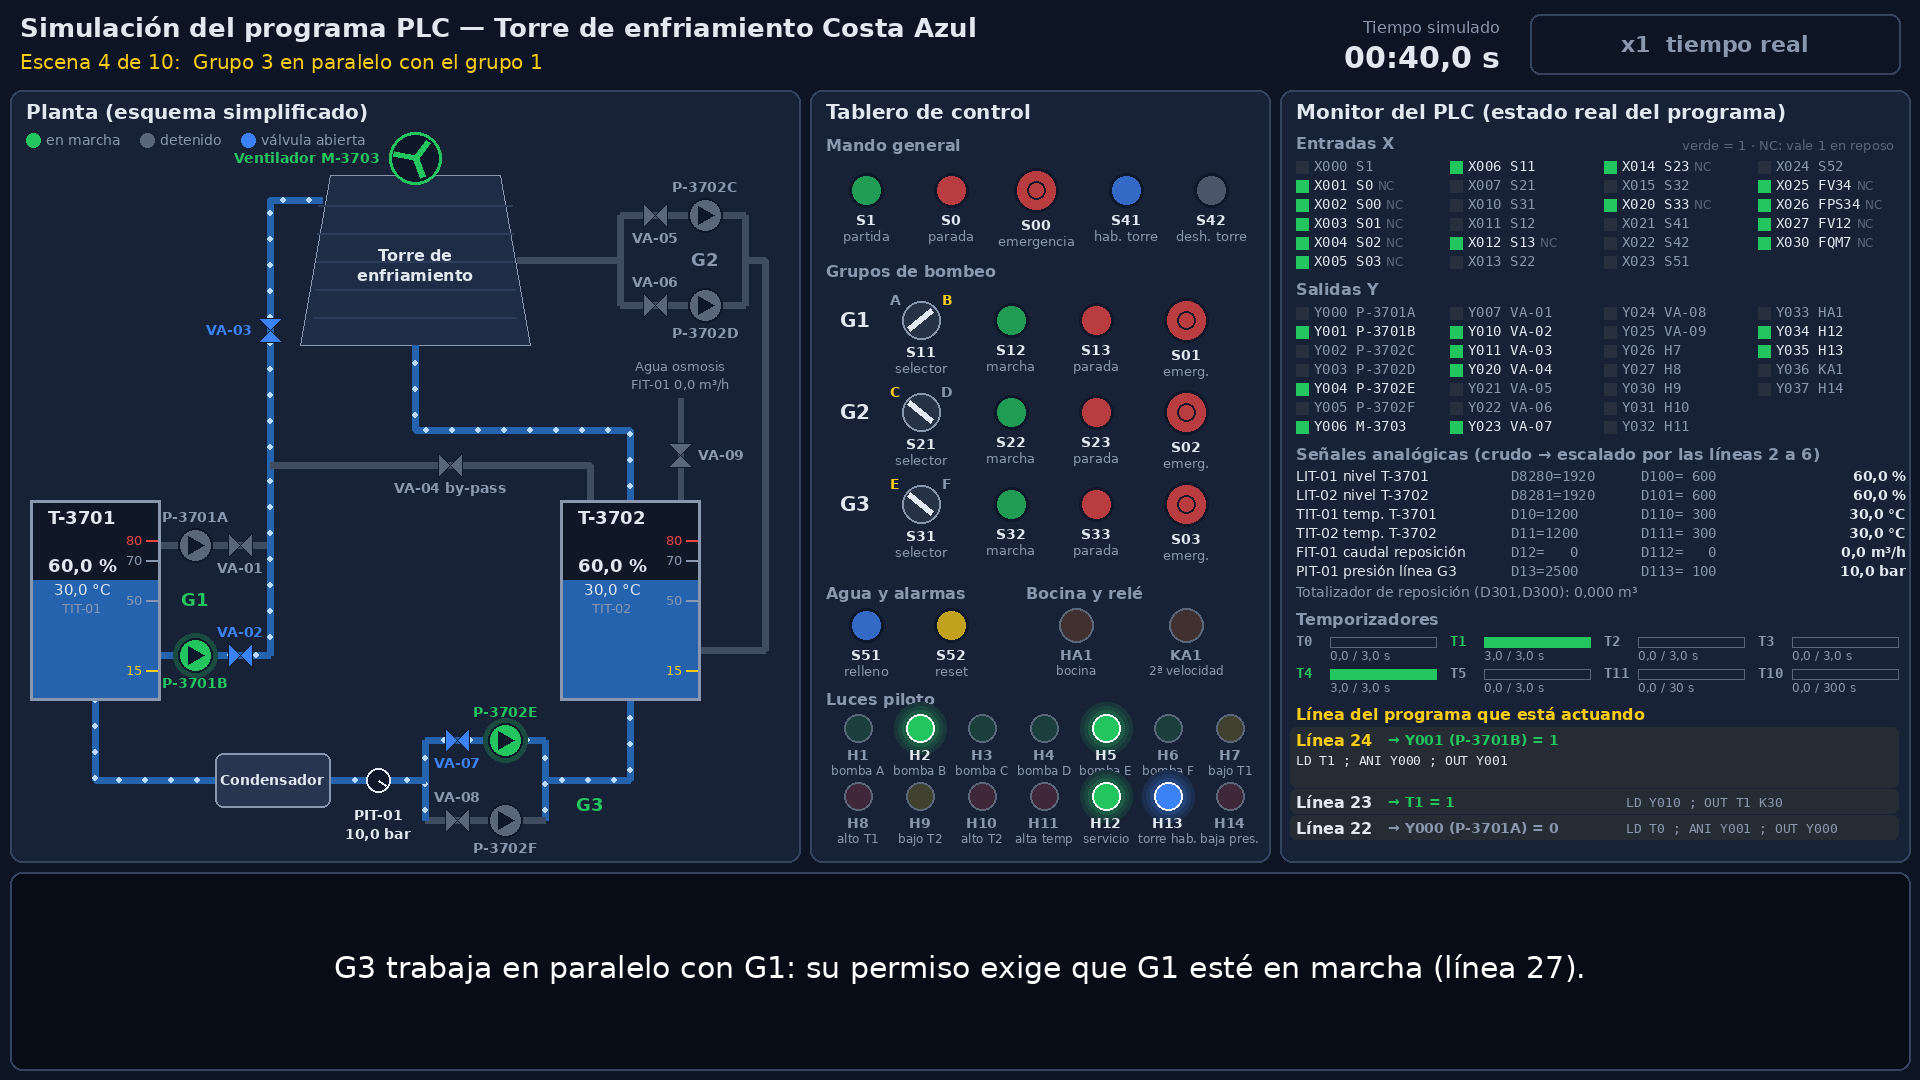 Simulación del programa PLC — Torre de enfriamiento Costa Azul
Escena 4 de 10:  Grupo 3 en paralelo con el grupo 1
Tiempo simulado
00:40,0 s
x1  tiempo real
Planta (esquema simplificado)
en marcha
detenido
válvula abierta
Ventilador M-3703
Torre de
enfriamiento
P-3702C
VA-05
G2
VA-06
P-3702D
VA-03
Agua osmosis
FIT-01 0,0 m³/h
VA-09
VA-04 by-pass
T-3701
80
60,0 %
70
30,0 °C
TIT-01
50
15
P-3701A
VA-01
G1
VA-02
P-3701B
T-3702
80
60,0 %
70
30,0 °C
TIT-02
50
15
P-3702E
VA-07
Condensador
VA-08
G3
PIT-01
10,0 bar
P-3702F
Tablero de control
Mando general
S1
partida
S0
parada
S00
emergencia
S41
hab. torre
S42
desh. torre
Grupos de bombeo
G1
A
B
S11
selector
S12
marcha
S13
parada
S01
emerg.
G2
C
D
S21
selector
S22
marcha
S23
parada
S02
emerg.
G3
E
F
S31
selector
S32
marcha
S33
parada
S03
emerg.
Agua y alarmas
Bocina y relé
S51
relleno
S52
reset
HA1
bocina
KA1
2ª velocidad
Luces piloto
H1
bomba A
H2
bomba B
H3
bomba C
H4
bomba D
H5
bomba E
H6
bomba F
H7
bajo T1
H8
alto T1
H9
bajo T2
H10
alto T2
H11
alta temp
H12
servicio
H13
torre hab.
H14
baja pres.
Monitor del PLC (estado real del programa)
Entradas X
verde = 1 · NC: vale 1 en reposo
X000 S1
X006 S11
X014 S23 NC
X024 S52
X001 S0 NC
X007 S21
X015 S32
X025 FV34 NC
X002 S00 NC
X010 S31
X020 S33 NC
X026 FPS34 NC
X003 S01 NC
X011 S12
X021 S41
X027 FV12 NC
X004 S02 NC
X012 S13 NC
X022 S42
X030 FQM7 NC
X005 S03 NC
X013 S22
X023 S51
Salidas Y
Y000 P-3701A
Y007 VA-01
Y024 VA-08
Y033 HA1
Y001 P-3701B
Y010 VA-02
Y025 VA-09
Y034 H12
Y002 P-3702C
Y011 VA-03
Y026 H7
Y035 H13
Y003 P-3702D
Y020 VA-04
Y027 H8
Y036 KA1
Y004 P-3702E
Y021 VA-05
Y030 H9
Y037 H14
Y005 P-3702F
Y022 VA-06
Y031 H10
Y006 M-3703
Y023 VA-07
Y032 H11
Señales analógicas (crudo → escalado por las líneas 2 a 6)
LIT-01 nivel T-3701 D8280=1920 D100= 600 60,0 %
LIT-02 nivel T-3702 D8281=1920 D101= 600 60,0 %
TIT-01 temp. T-3701 D10=1200 D110= 300 30,0 °C
TIT-02 temp. T-3702 D11=1200 D111= 300 30,0 °C
FIT-01 caudal reposición D12=   0 D112=   0 0,0 m³/h
PIT-01 presión línea G3 D13=2500 D113= 100 10,0 bar
Totalizador de reposición (D301,D300): 0,000 m³
Temporizadores
T0
0,0 / 3,0 s
T1
3,0 / 3,0 s
T2
0,0 / 3,0 s
T3
0,0 / 3,0 s
T4
3,0 / 3,0 s
T5
0,0 / 3,0 s
T11
0,0 / 30 s
T10
0,0 / 300 s
Línea del programa que está actuando
Línea 24 → Y001 (P-3701B) = 1
LD T1 ; ANI Y000 ; OUT Y001
Línea 23 → T1 = 1 LD Y010 ; OUT T1 K30
Línea 22 → Y000 (P-3701A) = 0 LD T0 ; ANI Y001 ; OUT Y000
G3 trabaja en paralelo con G1: su permiso exige que G1 esté en marcha (línea 27).